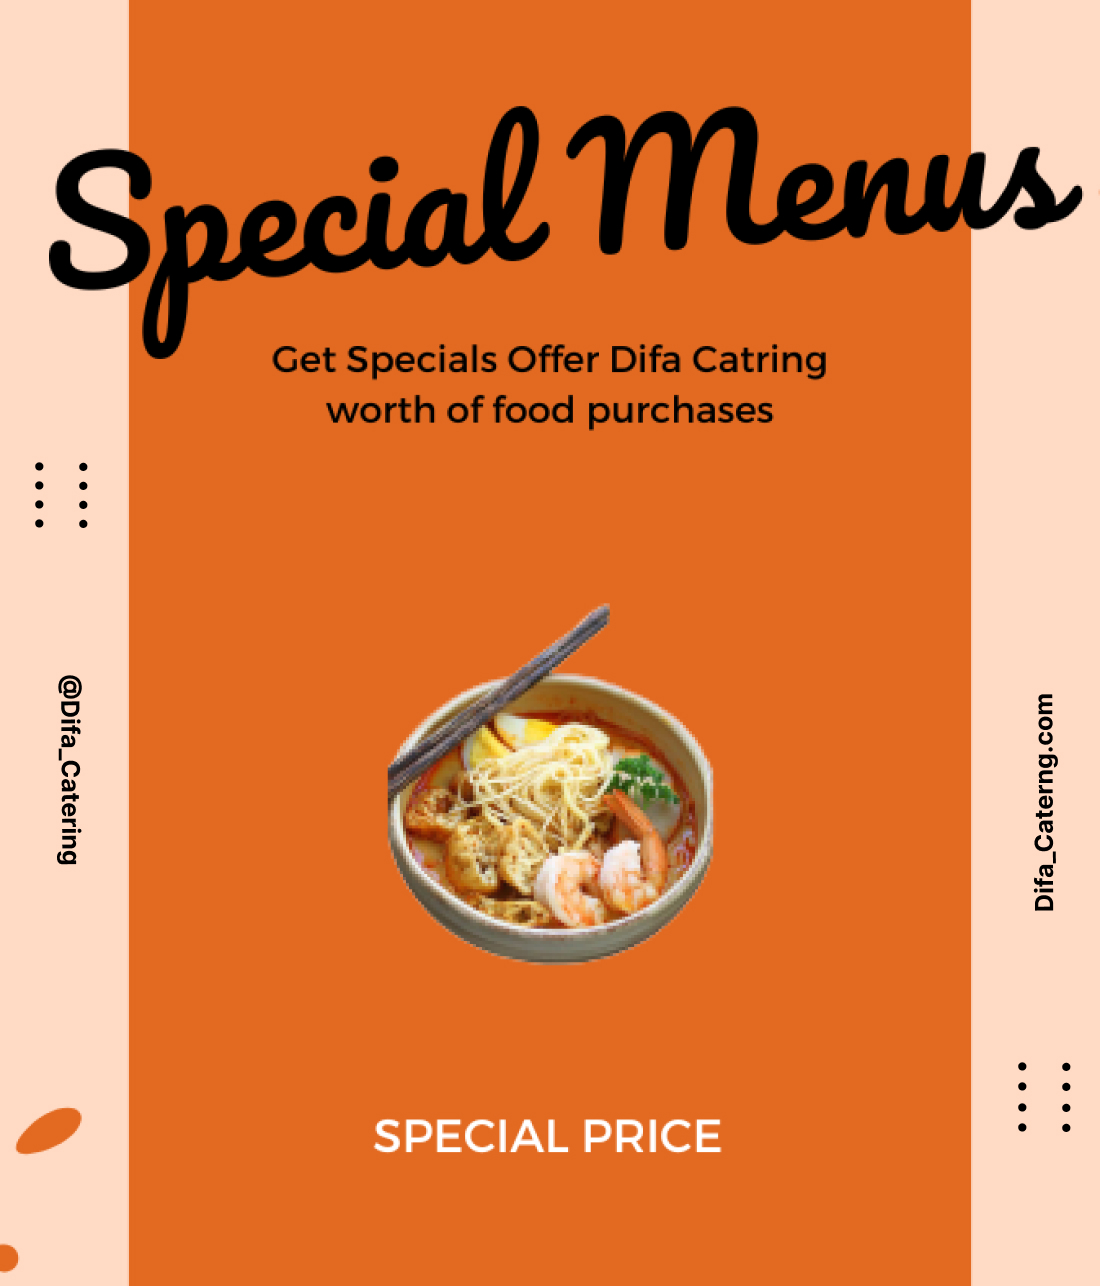 Special Menus
Get Specials Offer Difa Catring
worth of food purchases
@Difa_Catering
Difa_Caterng.com
SPECIAL PRICE